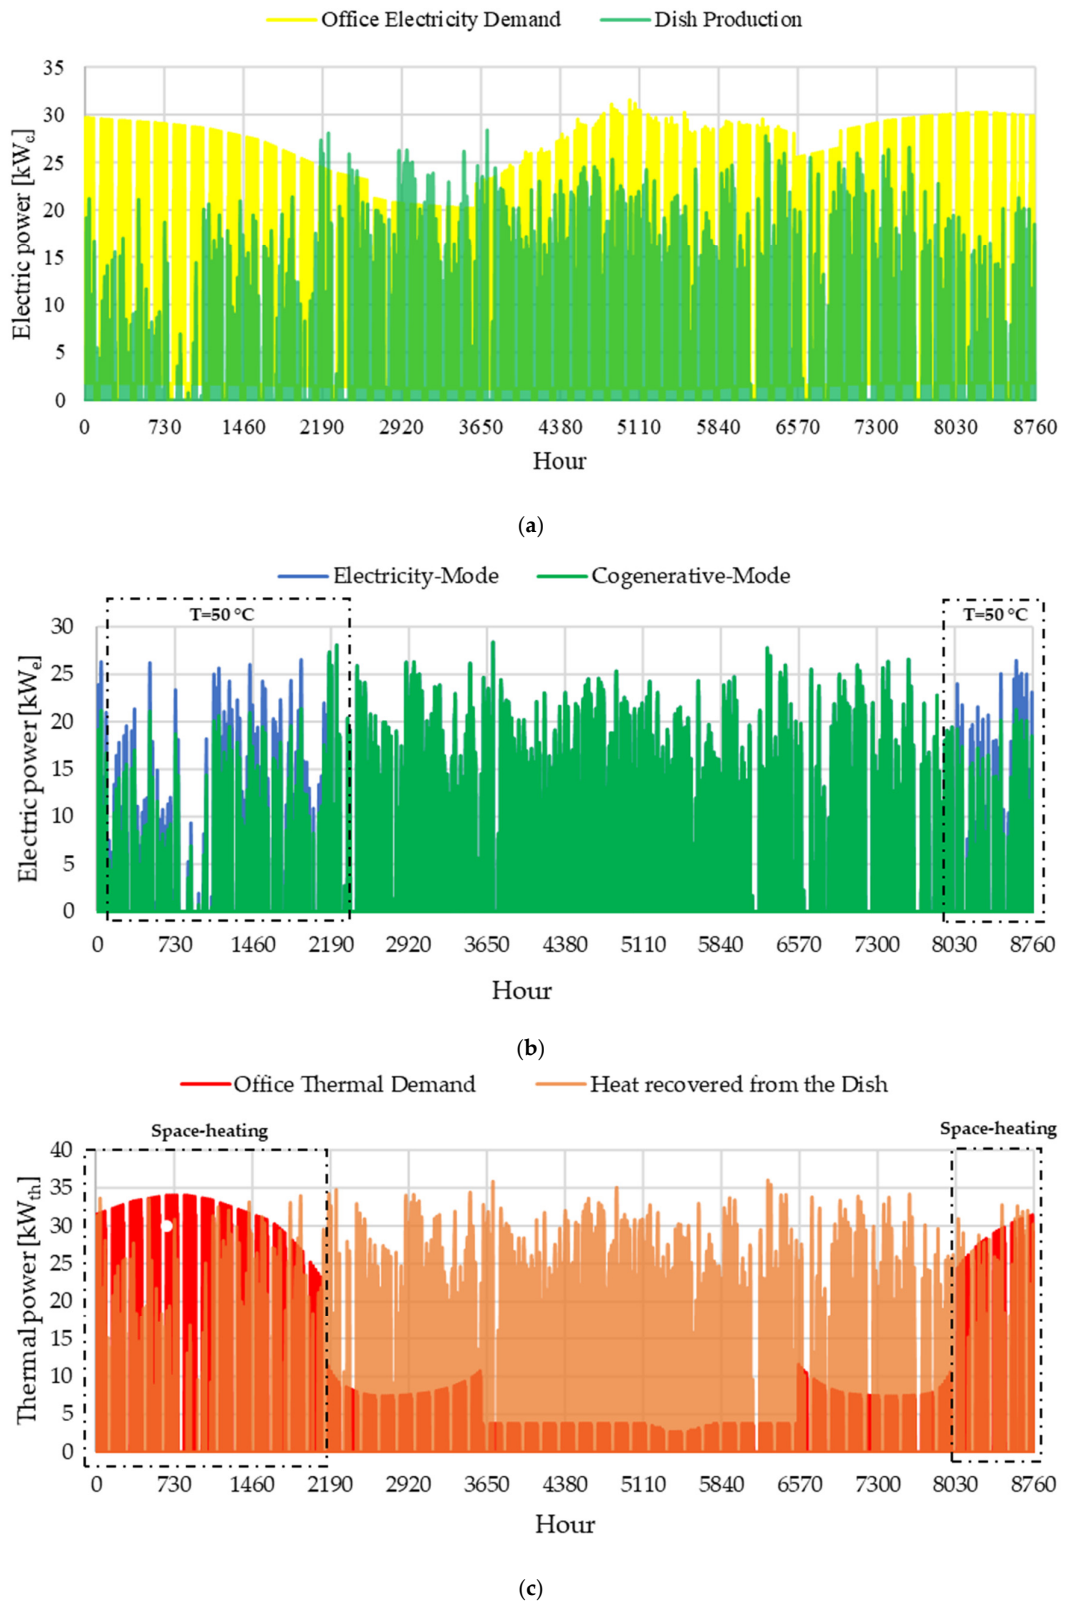 Office Electricity Demand Dish Production
Electric power [kWe]
35
30
25
20
15
10
5
0
0 730 1460 2190 2920 3650 4380 5110 5840 6570 7300 8030 8760
Hour
(a)
Electricity-Mode Cogenerative-Mode
T=50 °C T=50 °C
Electric power [kWe]
30
25
20
15
10
5
0
0 730 1460 2190 2920 3650 4380 5110 5840 6570 7300 8030 8760
Hour
(b)
Office Thermal Demand Heat recovered from the Dish
Space-heating Space-heating
Thermal power [kWth]
40
35
30
25
20
15
10
5
0
0 730 1460 2190 2920 3650 4380 5110 5840 6570 7300 8030 8760
Hour
(c)